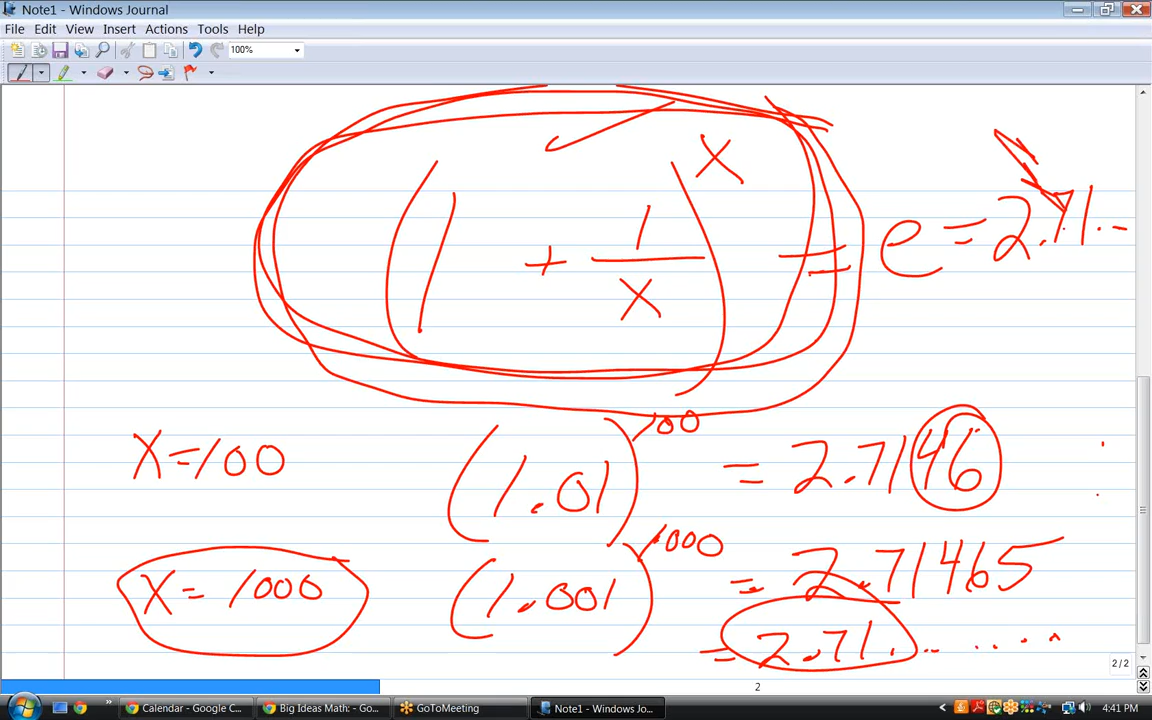 Note1 - Windows Journal
File Edit View Insert Actions Tools Help
100%
(1 + 1/x)^x = e = 2.71...
x=100 (1.01)^100 = 2.7146
x=1000 (1.001)^1000 = 2.71465
= 2.71......
2/2
2
Calendar - Google C... Big Ideas Math: - Go... GoToMeeting Note1 - Windows Jo... 4:41 PM